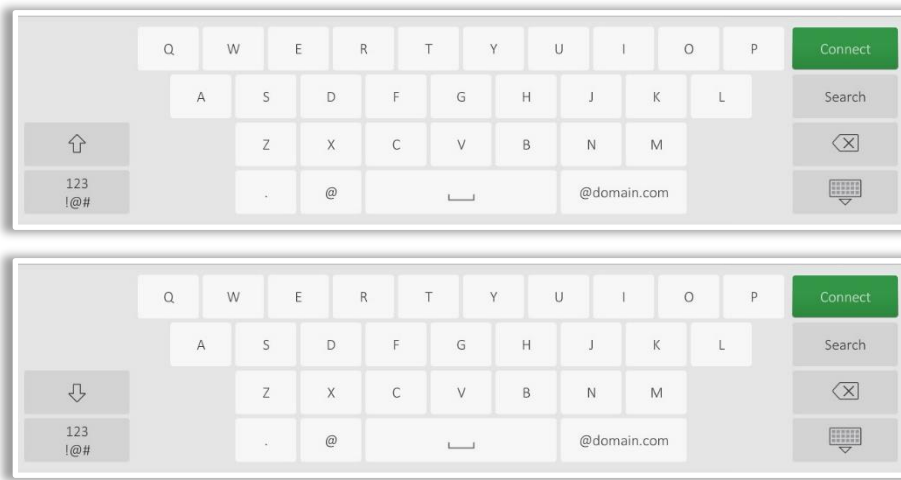 Q W E R T Y U I O P Connect
A S D F G H J K L Search
Z X C V B N M
123
!@# . @ @domain.com
Q W E R T Y U I O P Connect
A S D F G H J K L Search
Z X C V B N M
123
!@# . @ @domain.com